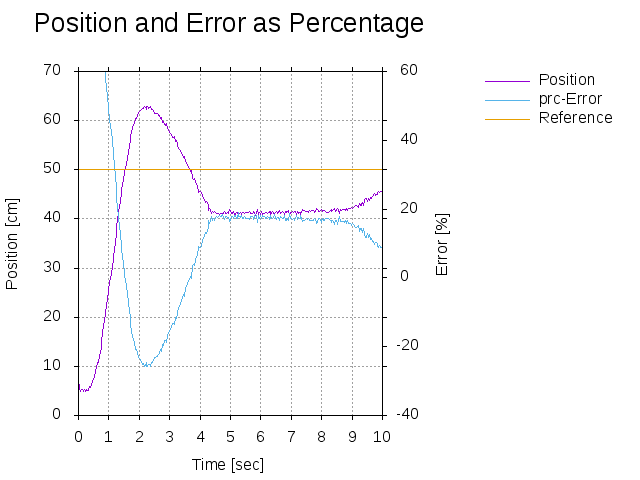 Position and Error as Percentage
Position
prc-Error
Reference
70
60
50
40
30
20
10
0
60
40
20
0
-20
-40
0 1 2 3 4 5 6 7 8 9 10
Position [cm]
Error [%]
Time [sec]